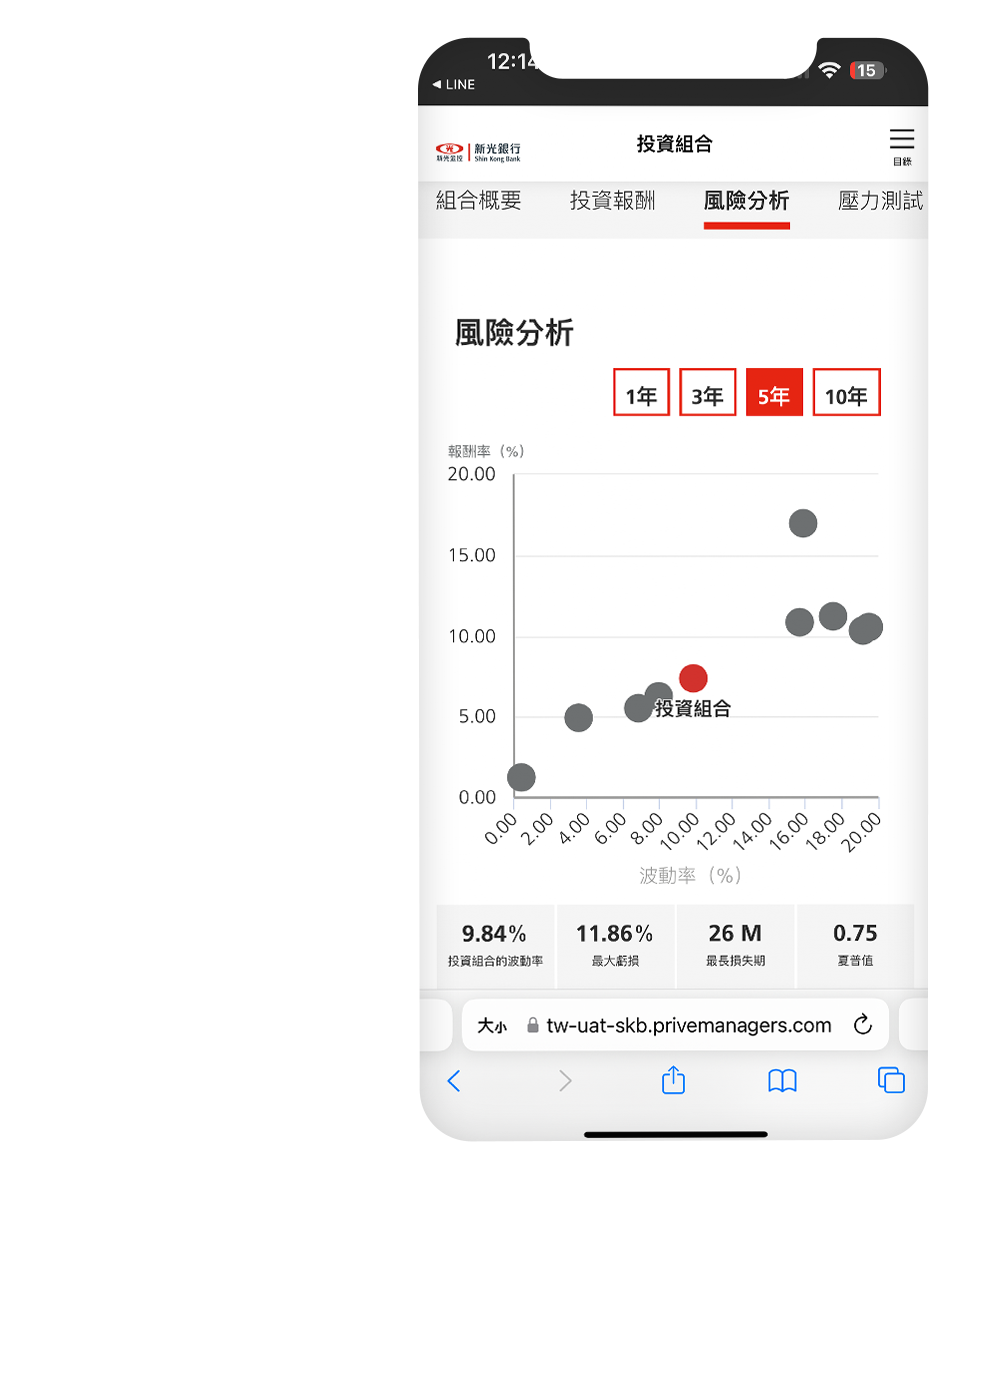 12:14
◀ LINE
15
新光金控 新光銀行
Shin Kong Bank
投資組合
目錄
組合概要 投資報酬 風險分析 壓力測試
風險分析
1年 3年 5年 10年
報酬率 (%)
20.00
15.00
10.00
5.00
0.00
投資組合
0.00 2.00 4.00 6.00 8.00 10.00 12.00 14.00 16.00 18.00 20.00
波動率 (%)
9.84% 11.86% 26 M 0.75
投資組合的波動率 最大虧損 最長損失期 夏普值
大小 tw-uat-skb.privemanagers.com